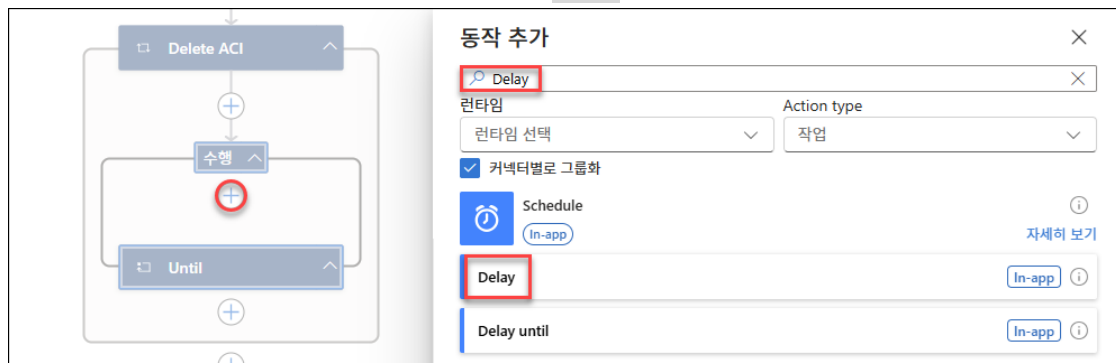 Delete ACI
수행
Until
동작 추가
Delay
런타임 Action type
런타임 선택 작업
커넥터별로 그룹화
Schedule
In-app
자세히 보기
Delay In-app
Delay until In-app